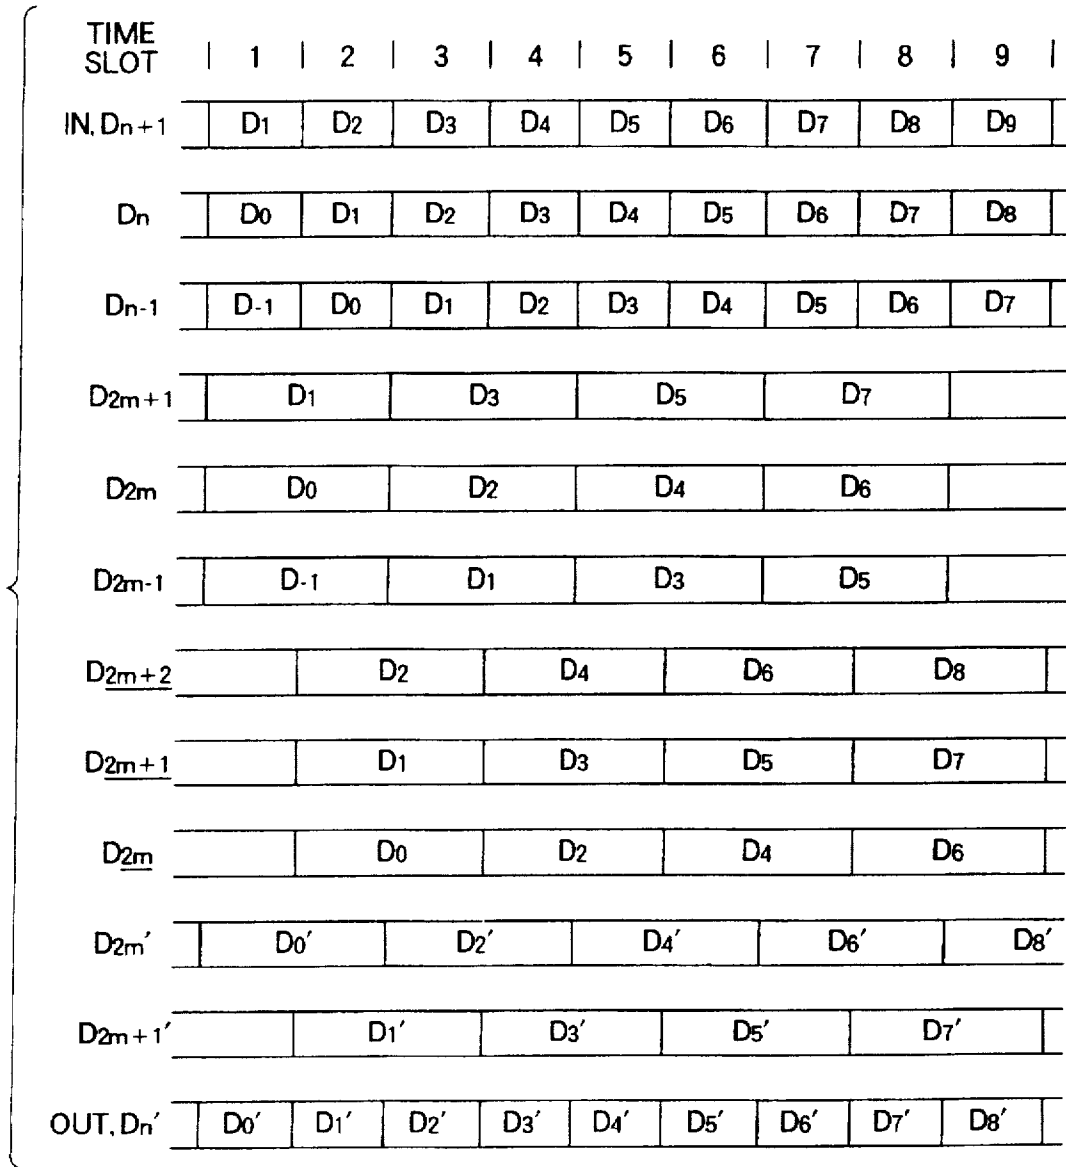 TIME
SLOT | 1 | 2 | 3 | 4 | 5 | 6 | 7 | 8 | 9 |
IN, Dn+1 D1 D2 D3 D4 D5 D6 D7 D8 D9
Dn D0 D1 D2 D3 D4 D5 D6 D7 D8
Dn-1 D-1 D0 D1 D2 D3 D4 D5 D6 D7
D2m+1 D1 D3 D5 D7
D2m D0 D2 D4 D6
D2m-1 D-1 D1 D3 D5
D2m+2 D2 D4 D6 D8
D2m+1 D1 D3 D5 D7
D2m D0 D2 D4 D6
D2m' D0' D2' D4' D6' D8'
D2m+1' D1' D3' D5' D7'
OUT, Dn' D0' D1' D2' D3' D4' D5' D6' D7' D8'